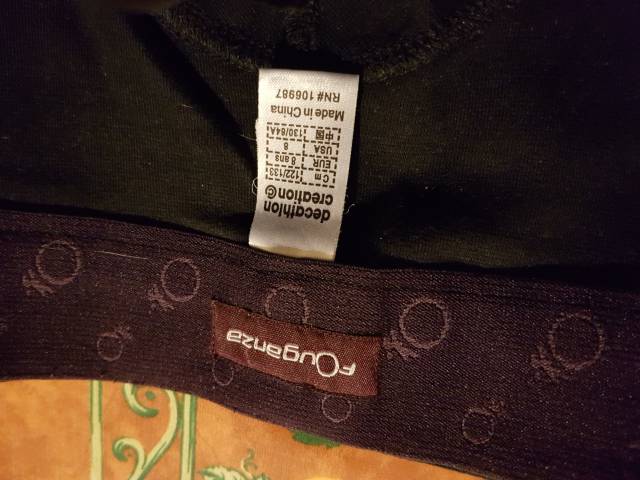 decathlon
creation©
Cm 122/133
EUR 8 ans
USA 8
中国 130/64A
Made in China
RN# 106987
fOuganza